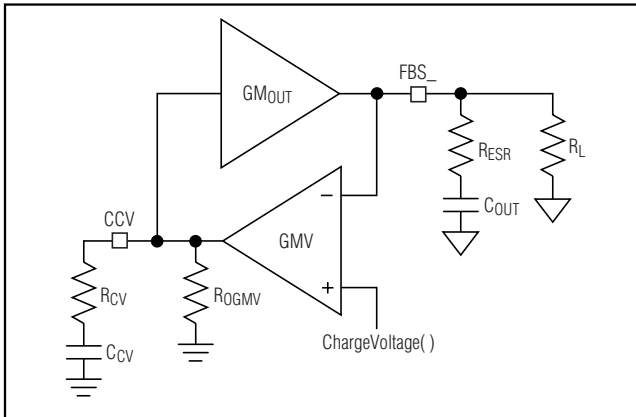 GMOUT
FBS_
RESR
RL
COUT
GMV
−
+
CCV
RCV
ROGMV
CCV
ChargeVoltage( )